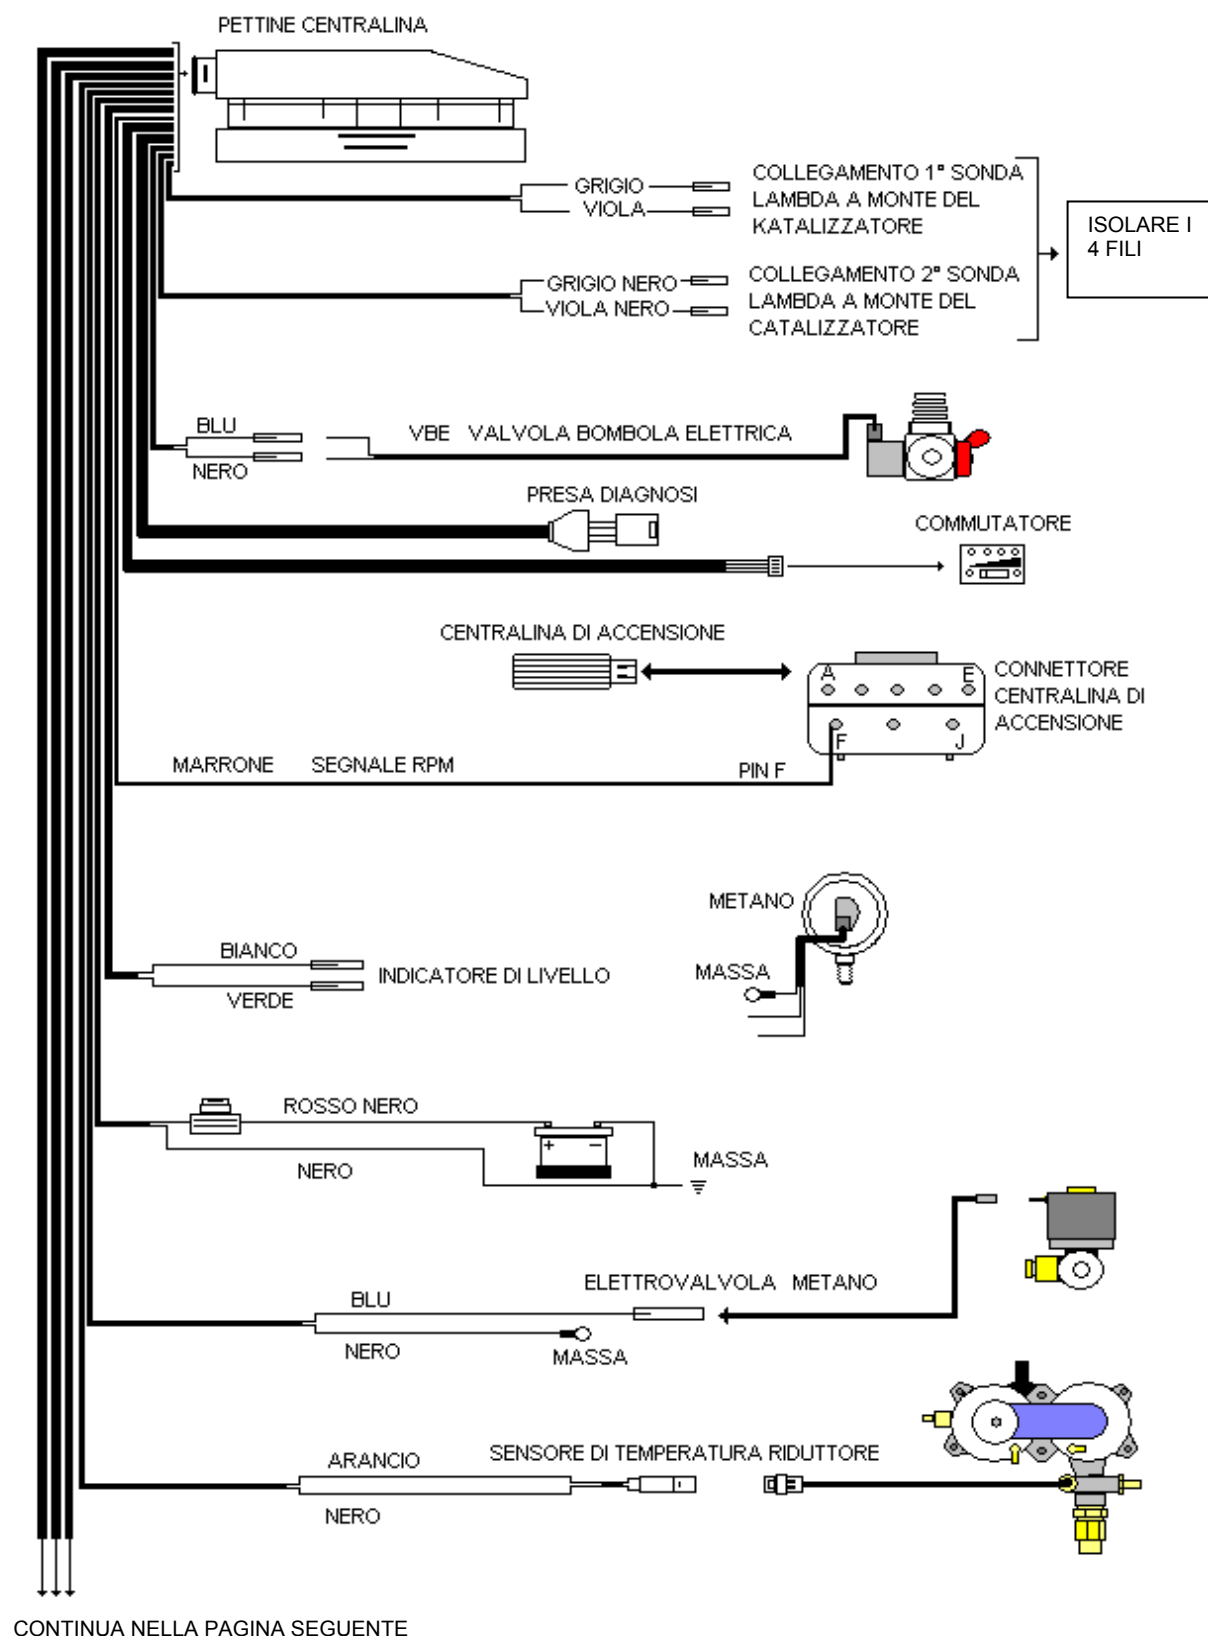 PETTINE CENTRALINA
GRIGIO
VIOLA
COLLEGAMENTO 1° SONDA
LAMBDA A MONTE DEL
KATALIZZATORE
ISOLARE I
4 FILI
GRIGIO NERO
VIOLA NERO
COLLEGAMENTO 2° SONDA
LAMBDA A MONTE DEL
CATALIZZATORE
BLU
NERO
VBE VALVOLA BOMBOLA ELETTRICA
PRESA DIAGNOSI
COMMUTATORE
CENTRALINA DI ACCENSIONE
A E
F J
CONNETTORE
CENTRALINA DI
ACCENSIONE
MARRONE SEGNALE RPM PIN F
METANO
MASSA
BIANCO
VERDE
INDICATORE DI LIVELLO
ROSSO NERO
NERO
+ −
MASSA
ELETTROVALVOLA METANO
BLU
NERO
MASSA
ARANCIO
NERO
SENSORE DI TEMPERATURA RIDUTTORE
CONTINUA NELLA PAGINA SEGUENTE